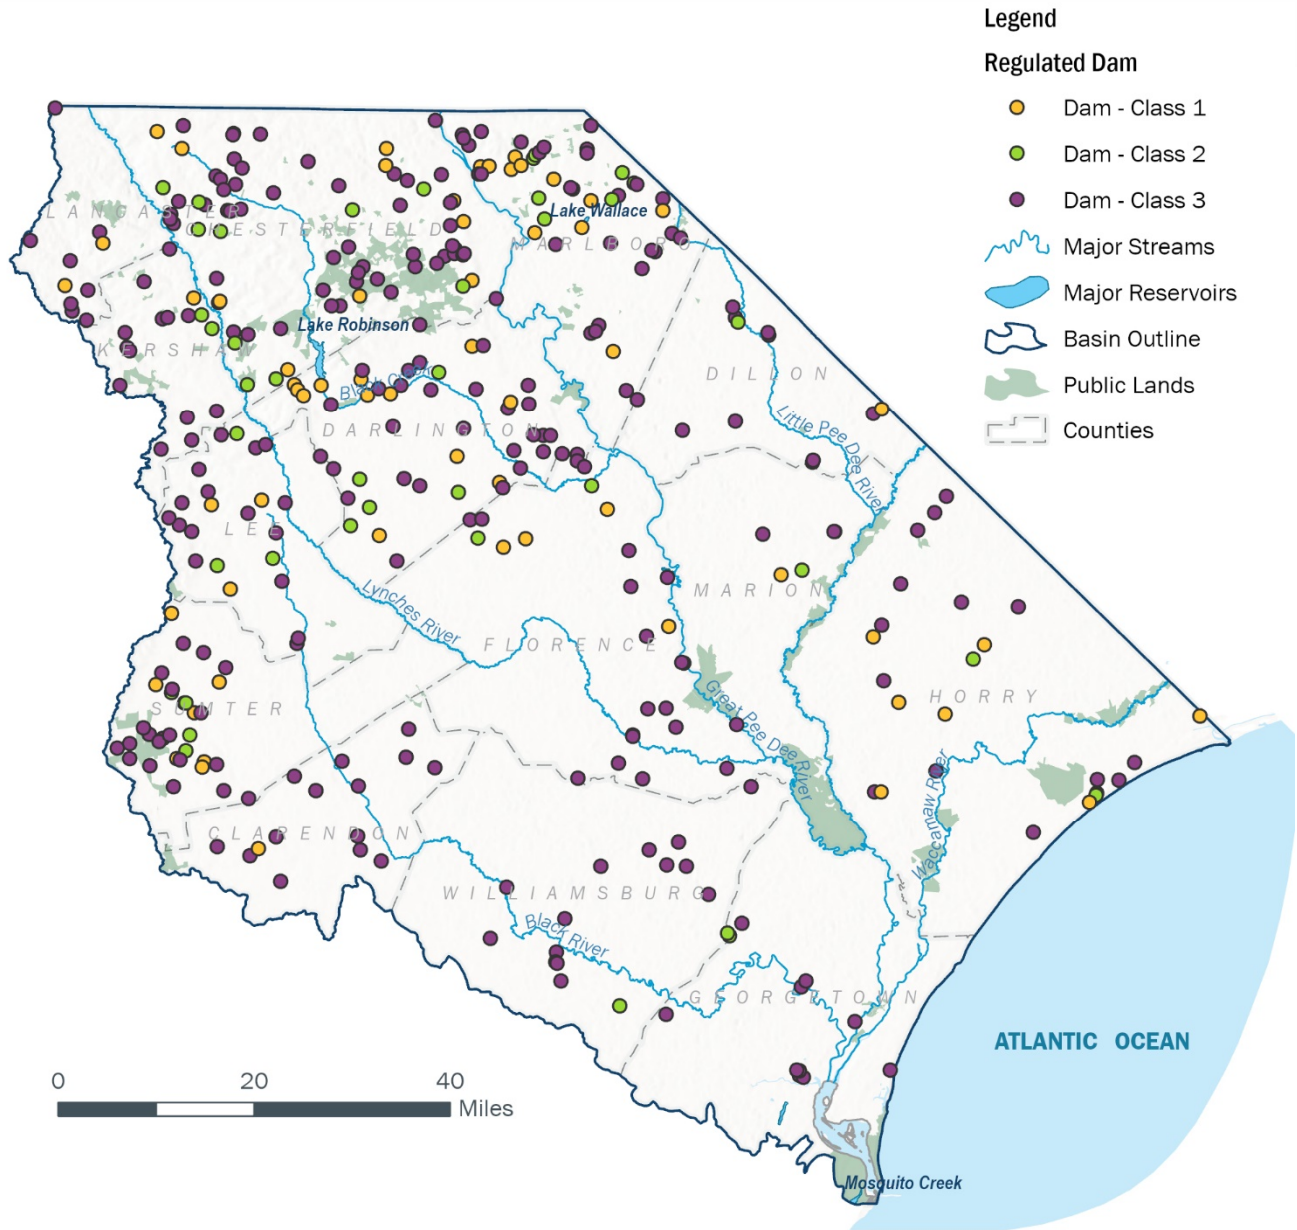 Legend
Regulated Dam
Dam - Class 1
Dam - Class 2
Dam - Class 3
Major Streams
Major Reservoirs
Basin Outline
Public Lands
Counties
LANCASTER
CHESTERFIELD
Lake Wallace
MARLBORO
Lake Robinson
KERSHAW
Black Creek
DILLON
DARLINGTON
Little Pee Dee River
LEE
Lynches River
MARION
FLORENCE
SUMTER
Great Pee Dee River
HORRY
Waccamaw River
CLARENDON
WILLIAMSBURG
Black River
GEORGETOWN
ATLANTIC OCEAN
0 20 40
Miles
Mosquito Creek